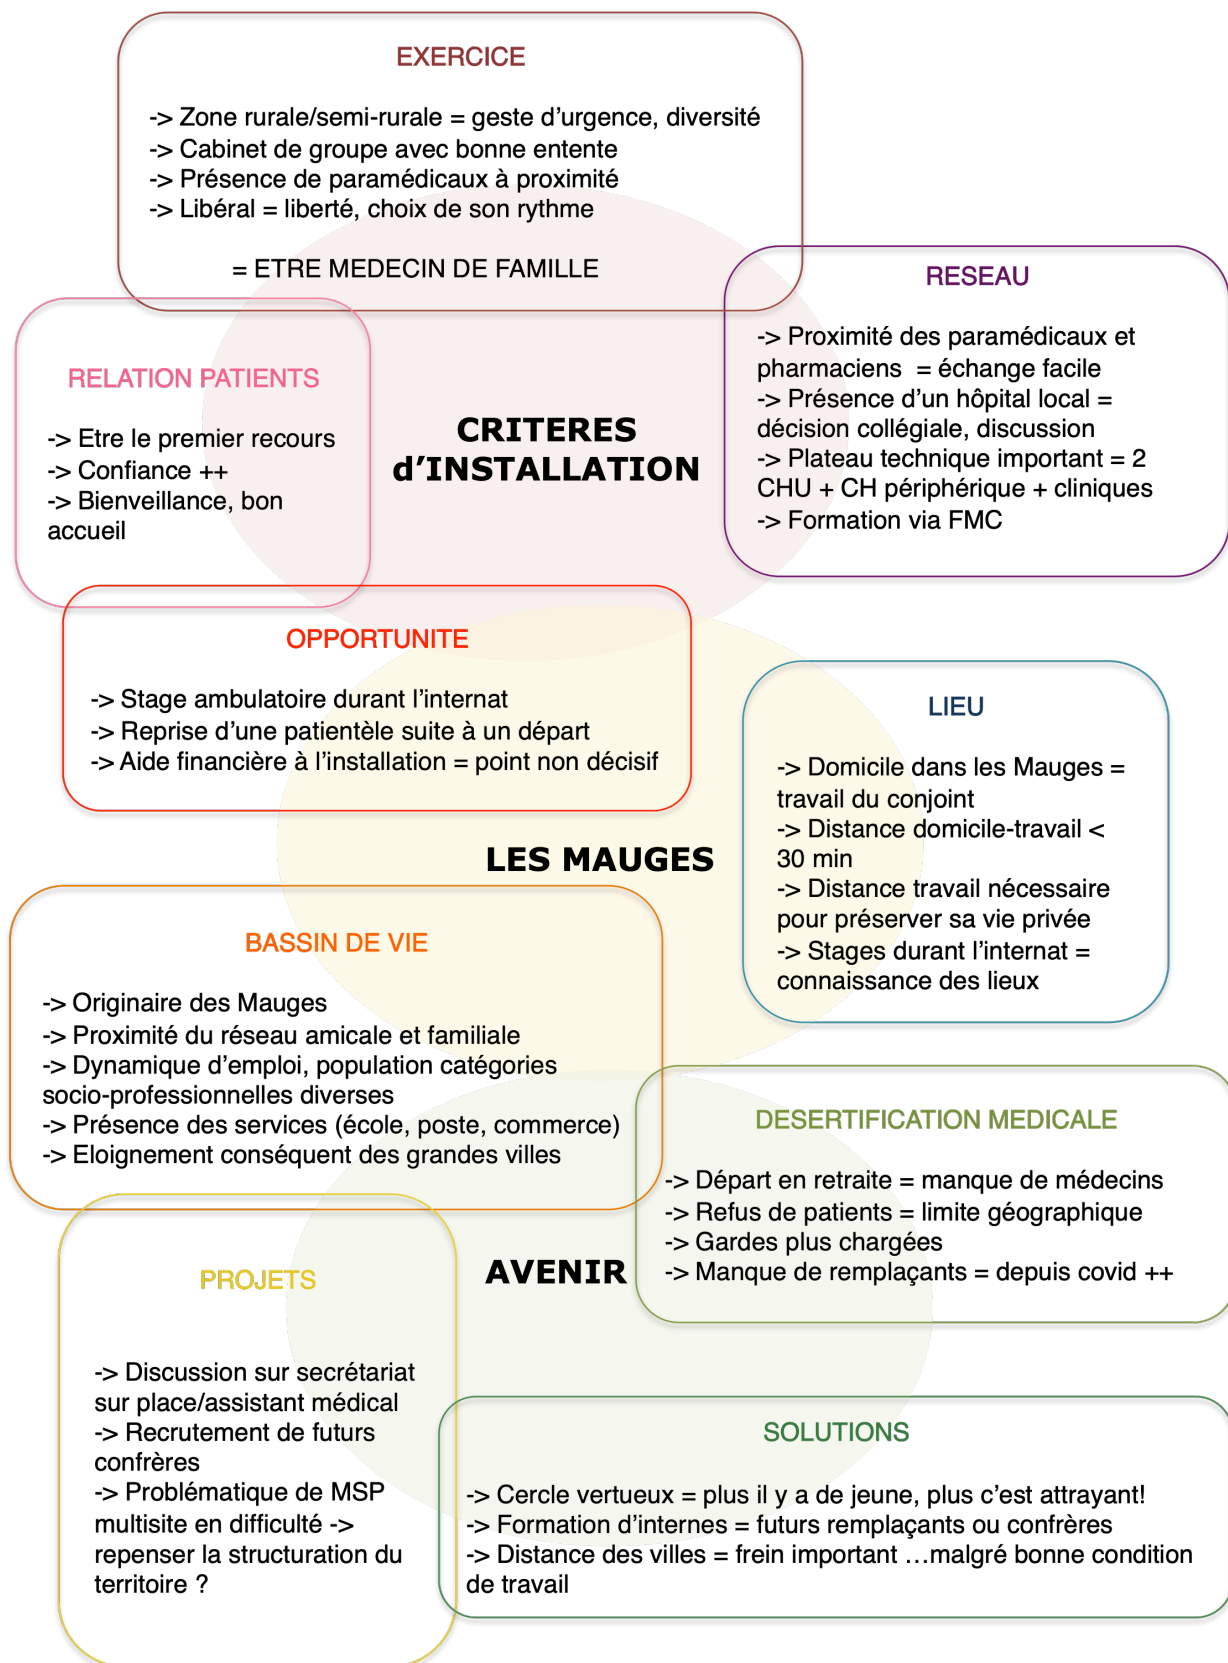 EXERCICE
-> Zone rurale/semi-rurale = geste d'urgence, diversité
-> Cabinet de groupe avec bonne entente
-> Présence de paramédicaux à proximité
-> Libéral = liberté, choix de son rythme
= ETRE MEDECIN DE FAMILLE
RESEAU
-> Proximité des paramédicaux et
pharmaciens  = échange facile
-> Présence d'un hôpital local =
décision collégiale, discussion
-> Plateau technique important = 2
CHU + CH périphérique + cliniques
-> Formation via FMC
RELATION PATIENTS
-> Etre le premier recours
-> Confiance ++
-> Bienveillance, bon
accueil
CRITERES
d'INSTALLATION
OPPORTUNITE
-> Stage ambulatoire durant l'internat
-> Reprise d'une patientèle suite à un départ
-> Aide financière à l'installation = point non décisif
LIEU
-> Domicile dans les Mauges =
travail du conjoint
-> Distance domicile-travail <
30 min
-> Distance travail nécessaire
pour préserver sa vie privée
-> Stages durant l'internat =
connaissance des lieux
LES MAUGES
BASSIN DE VIE
-> Originaire des Mauges
-> Proximité du réseau amicale et familiale
-> Dynamique d'emploi, population catégories
socio-professionnelles diverses
-> Présence des services (école, poste, commerce)
-> Eloignement conséquent des grandes villes
DESERTIFICATION MEDICALE
-> Départ en retraite = manque de médecins
-> Refus de patients = limite géographique
-> Gardes plus chargées
-> Manque de remplaçants = depuis covid ++
AVENIR
PROJETS
-> Discussion sur secrétariat
sur place/assistant médical
-> Recrutement de futurs
confrères
-> Problématique de MSP
multisite en difficulté ->
repenser la structuration du
territoire ?
SOLUTIONS
-> Cercle vertueux = plus il y a de jeune, plus c'est attrayant!
-> Formation d'internes = futurs remplaçants ou confrères
-> Distance des villes = frein important …malgré bonne condition
de travail